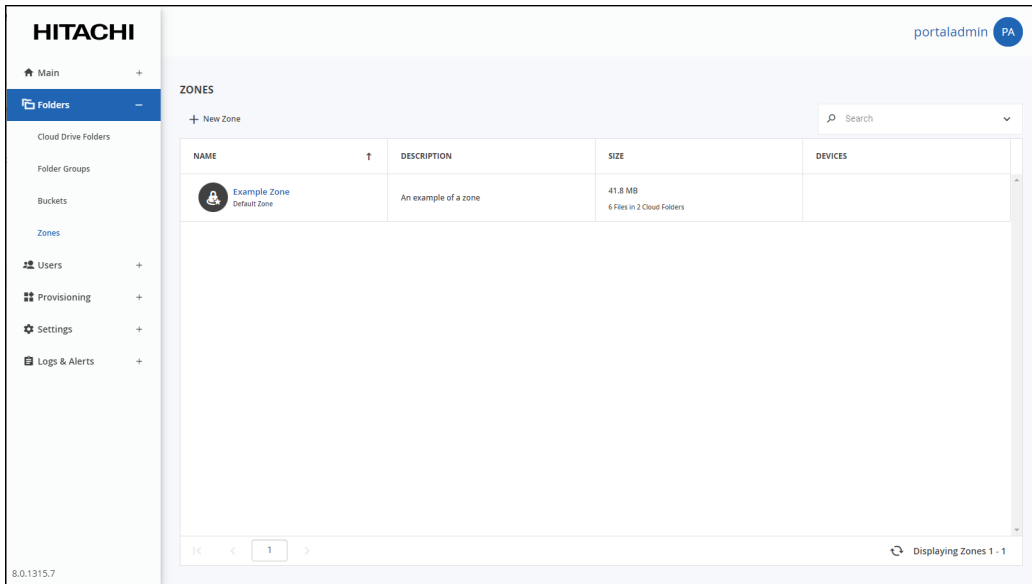 HITACHI
portaladmin PA
Main +
Folders −
Cloud Drive Folders
Folder Groups
Buckets
Zones
Users +
Provisioning +
Settings +
Logs & Alerts +
8.0.1315.7
ZONES
+ New Zone
Search
NAME ↑ DESCRIPTION SIZE DEVICES
Example Zone An example of a zone 41.8 MB
Default Zone 6 Files in 2 Cloud Folders
1
Displaying Zones 1 - 1